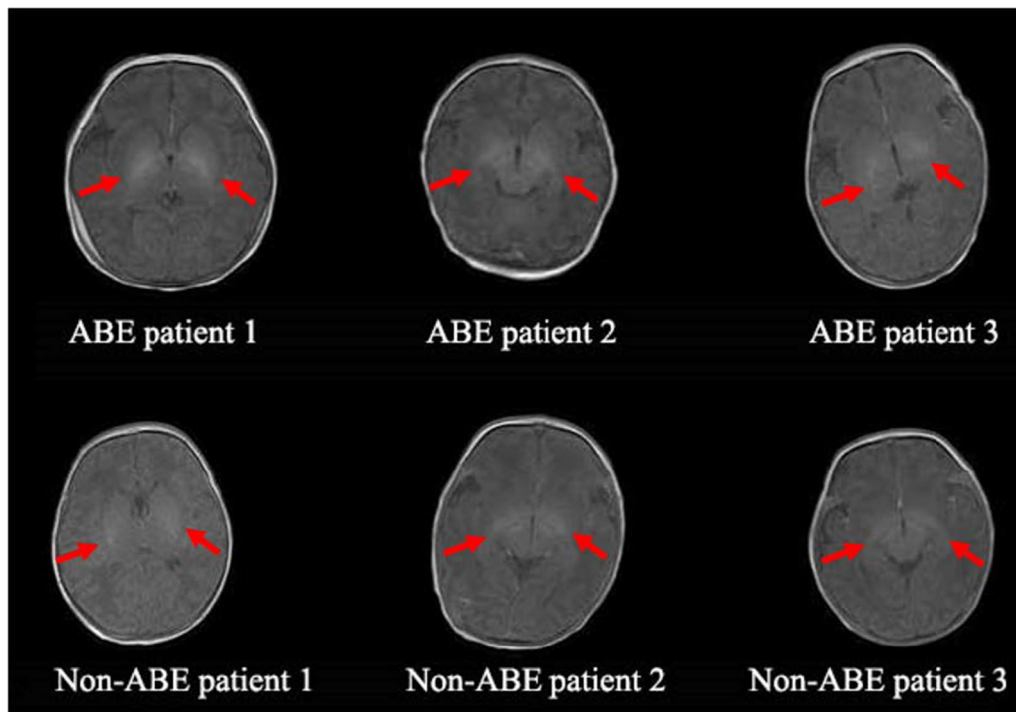 ABE patient 1
ABE patient 2
ABE patient 3
Non-ABE patient 1
Non-ABE patient 2
Non-ABE patient 3